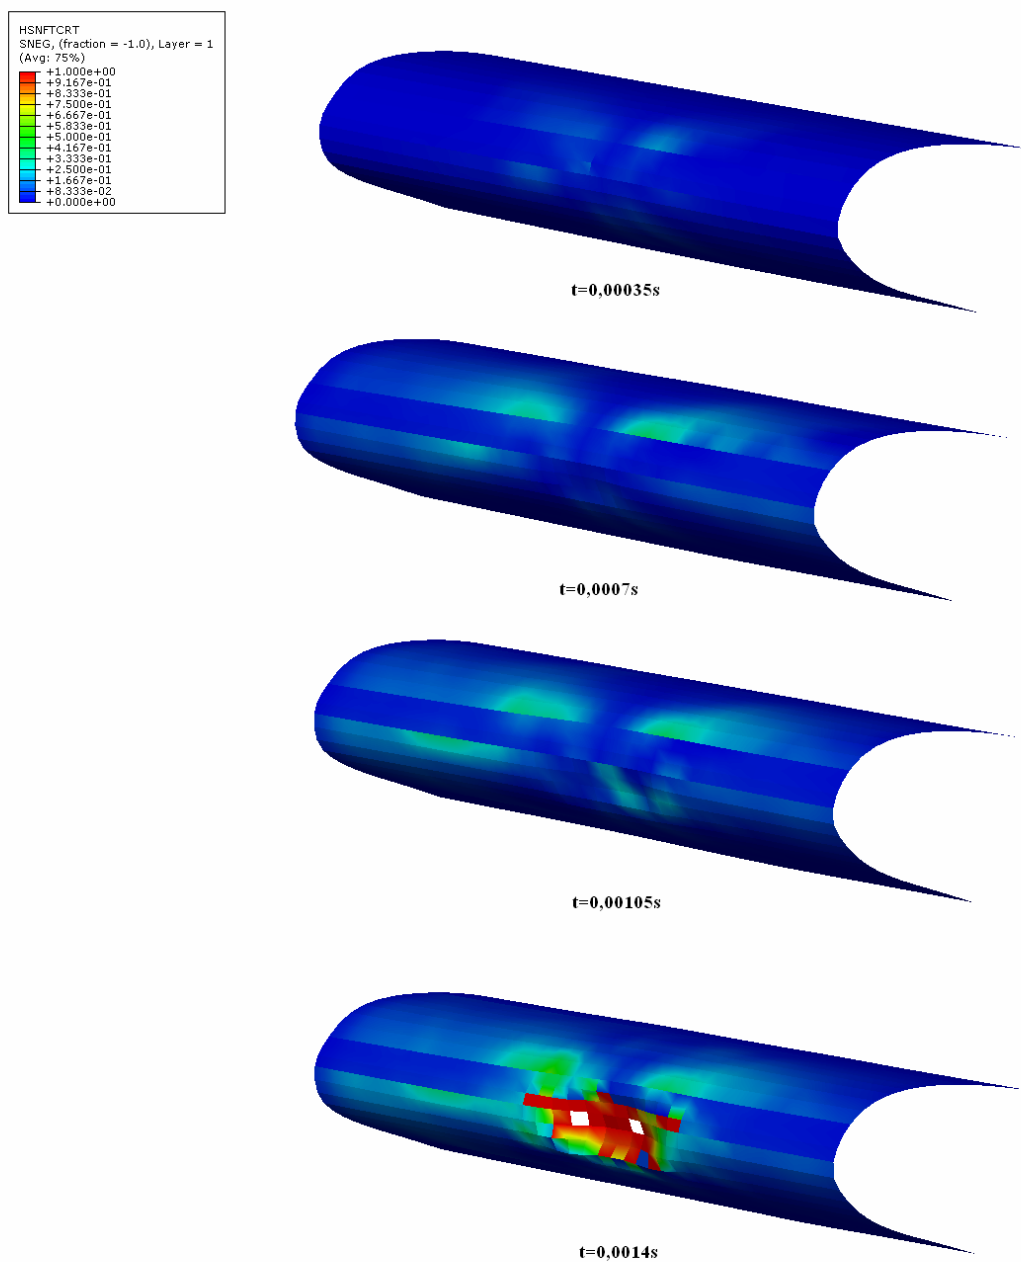 HSNFTCRT
SNEG, (fraction = -1.0), Layer = 1
(Avg: 75%)
+1.000e+00
+9.167e-01
+8.333e-01
+7.500e-01
+6.667e-01
+5.833e-01
+5.000e-01
+4.167e-01
+3.333e-01
+2.500e-01
+1.667e-01
+8.333e-02
+0.000e+00
t=0,00035s
t=0,0007s
t=0,00105s
t=0,0014s